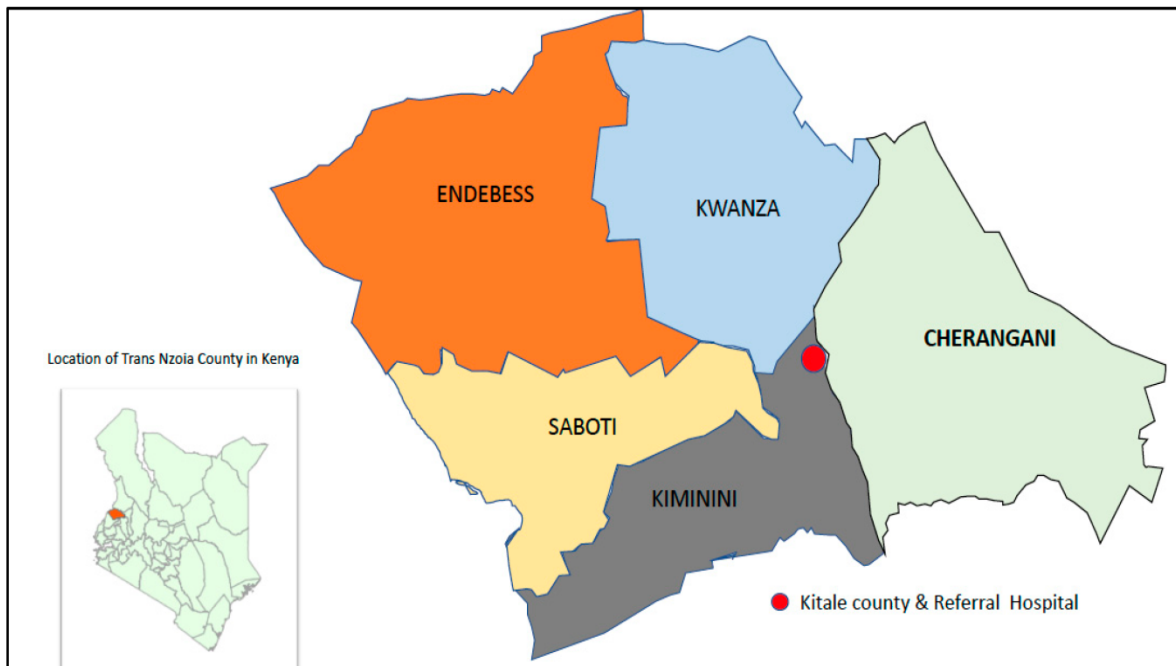 ENDEBESS
KWANZA
CHERANGANI
Location of Trans Nzoia County in Kenya
SABOTI
KIMININI
Kitale county & Referral Hospital